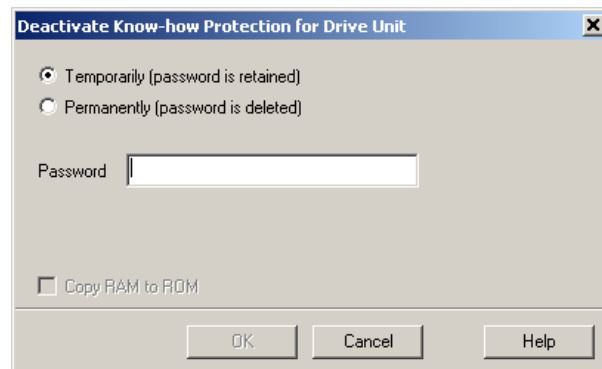 Deactivate Know-how Protection for Drive Unit
Temporarily (password is retained)
Permanently (password is deleted)
Password
Copy RAM to ROM
OK Cancel Help